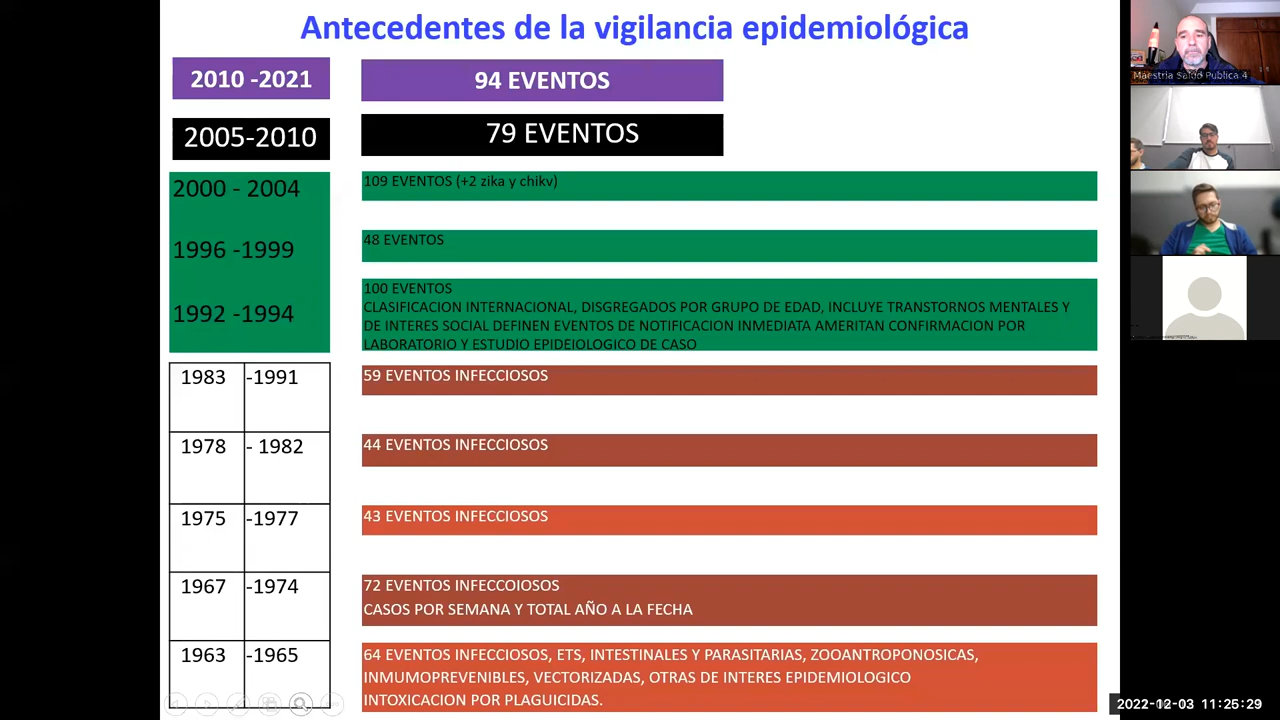 Antecedentes de la vigilancia epidemiológica
2010 -2021
94 EVENTOS
2005-2010
79 EVENTOS
2000 - 2004
109 EVENTOS (+2 zika y chikv)
1996 -1999
48 EVENTOS
1992 -1994
100 EVENTOS
CLASIFICACION INTERNACIONAL, DISGREGADOS POR GRUPO DE EDAD, INCLUYE TRANSTORNOS MENTALES Y
DE INTERES SOCIAL DEFINEN EVENTOS DE NOTIFICACION INMEDIATA AMERITAN CONFIRMACION POR
LABORATORIO Y ESTUDIO EPIDEIOLOGICO DE CASO
1983 -1991
59 EVENTOS INFECCIOSOS
1978 - 1982
44 EVENTOS INFECCIOSOS
1975 -1977
43 EVENTOS INFECCIOSOS
1967 -1974
72 EVENTOS INFECCOIOSOS
CASOS POR SEMANA Y TOTAL AÑO A LA FECHA
1963 -1965
64 EVENTOS INFECCIOSOS, ETS, INTESTINALES Y PARASITARIAS, ZOOANTROPONOSICAS,
INMUMOPREVENIBLES, VECTORIZADAS, OTRAS DE INTERES EPIDEMIOLOGICO
INTOXICACION POR PLAGUICIDAS.
Maestria Salud Publica 4
2022-02-03 11:25:29